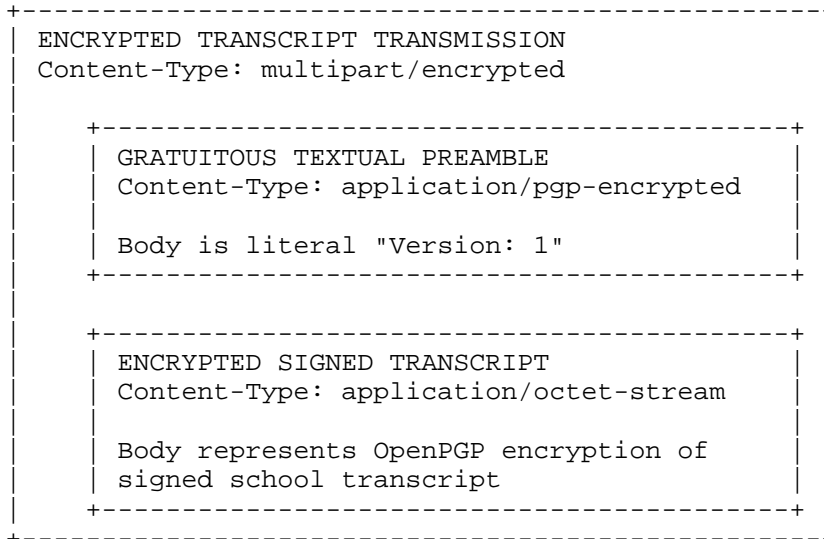 ENCRYPTED TRANSCRIPT TRANSMISSION
Content-Type: multipart/encrypted
GRATUITOUS TEXTUAL PREAMBLE
Content-Type: application/pgp-encrypted
Body is literal "Version: 1"
ENCRYPTED SIGNED TRANSCRIPT
Content-Type: application/octet-stream
Body represents OpenPGP encryption of
signed school transcript